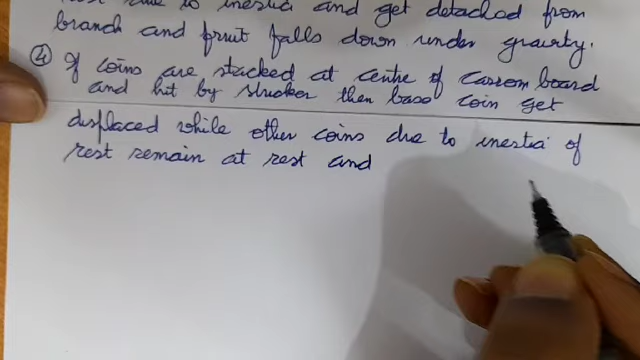 rest due to inertia and get detached from
branch and fruit falls down under gravity.
④ If coins are stacked at centre of carrom board
and hit by strucker then base coin get
displaced while other coins due to inertia of
rest remain at rest and